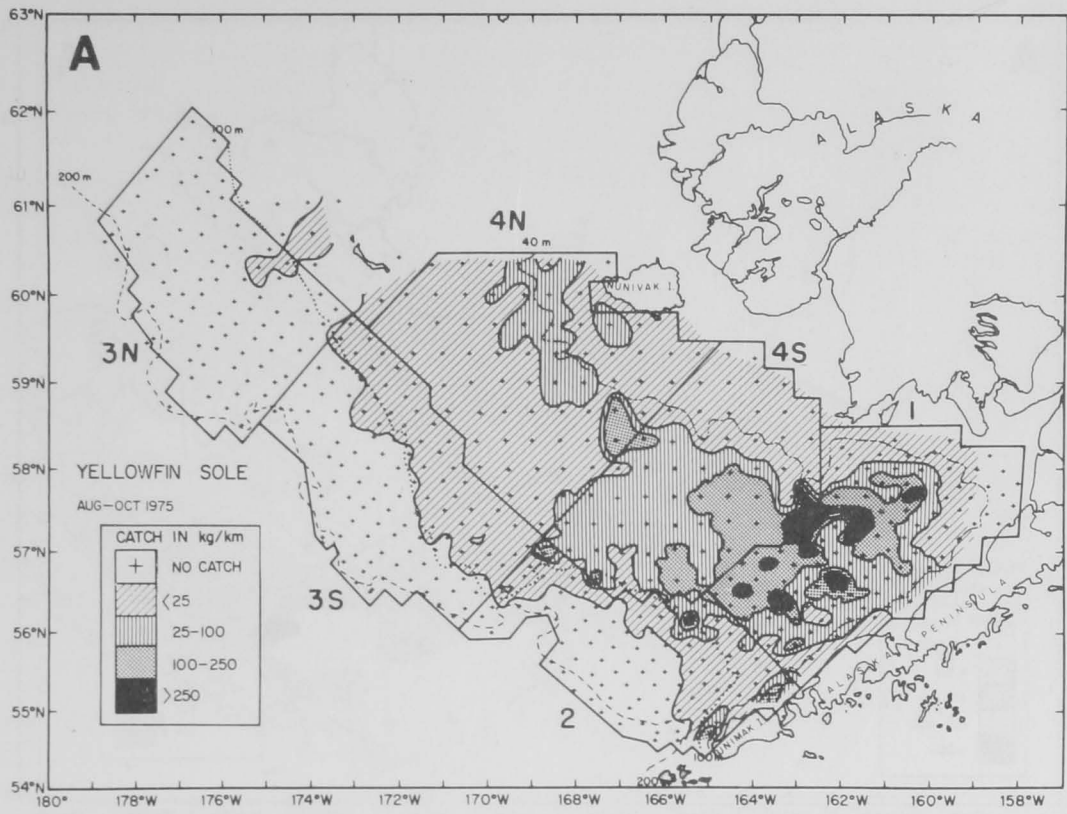 63°N
A
62°N
61°N
60°N
59°N
58°N
57°N
56°N
55°N
54°N
180°
178°W
176°W
174°W
172°W
170°W
168°W
166°W
164°W
162°W
160°W
158°W
ALASKA
100 m
200 m
4N
40 m
NUNIVAK I.
3N
4S
1
YELLOWFIN SOLE
AUG-OCT 1975
CATCH IN kg/km
+ NO CATCH
<25
25-100
100-250
>250
3S
2
ALASKA PENINSULA
UNIMAK I.
100 m
200